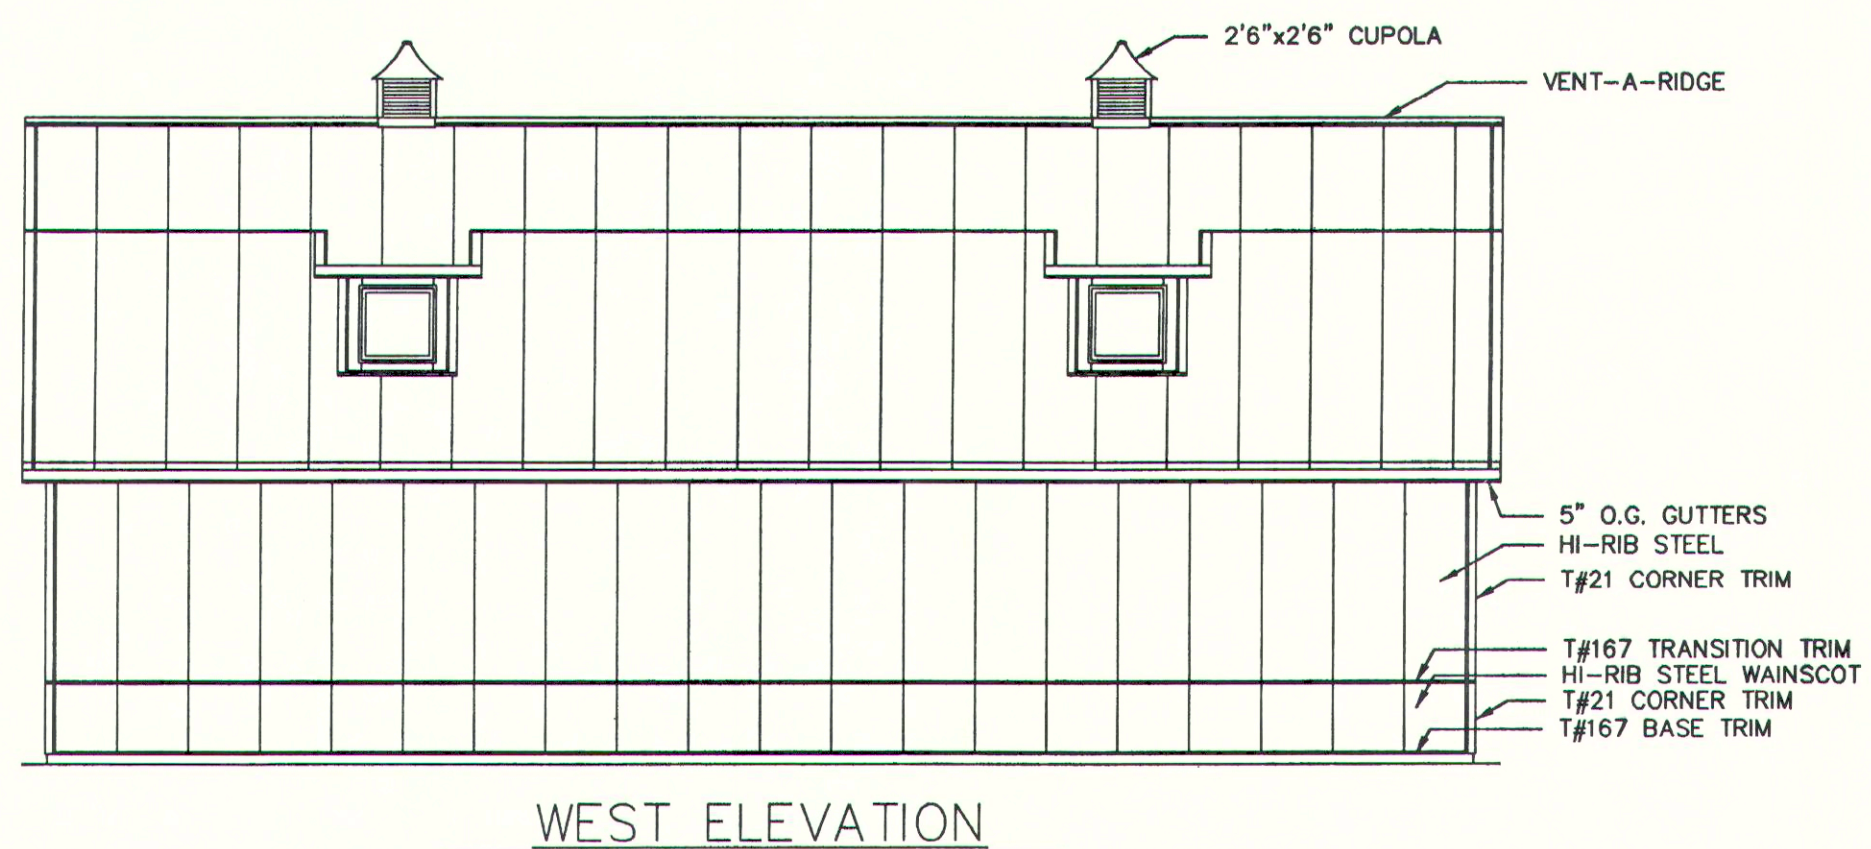 2'6"x2'6" CUPOLA
VENT-A-RIDGE
5" O.G. GUTTERS
HI-RIB STEEL
T#21 CORNER TRIM
T#167 TRANSITION TRIM
HI-RIB STEEL WAINSCOT
T#21 CORNER TRIM
T#167 BASE TRIM
WEST ELEVATION